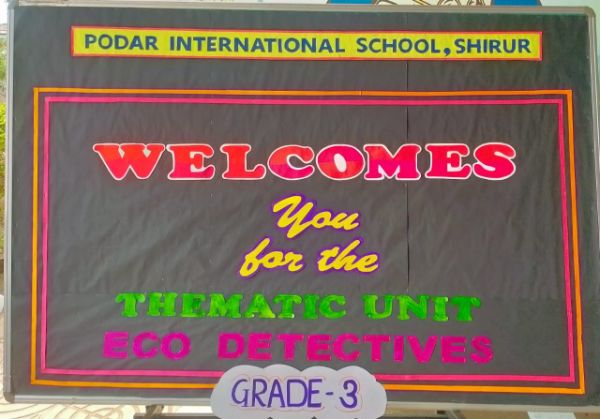 PODAR INTERNATIONAL SCHOOL, SHIRUR
WELCOMES
You
for the
THEMATIC UNIT
ECO DETECTIVES
GRADE-3